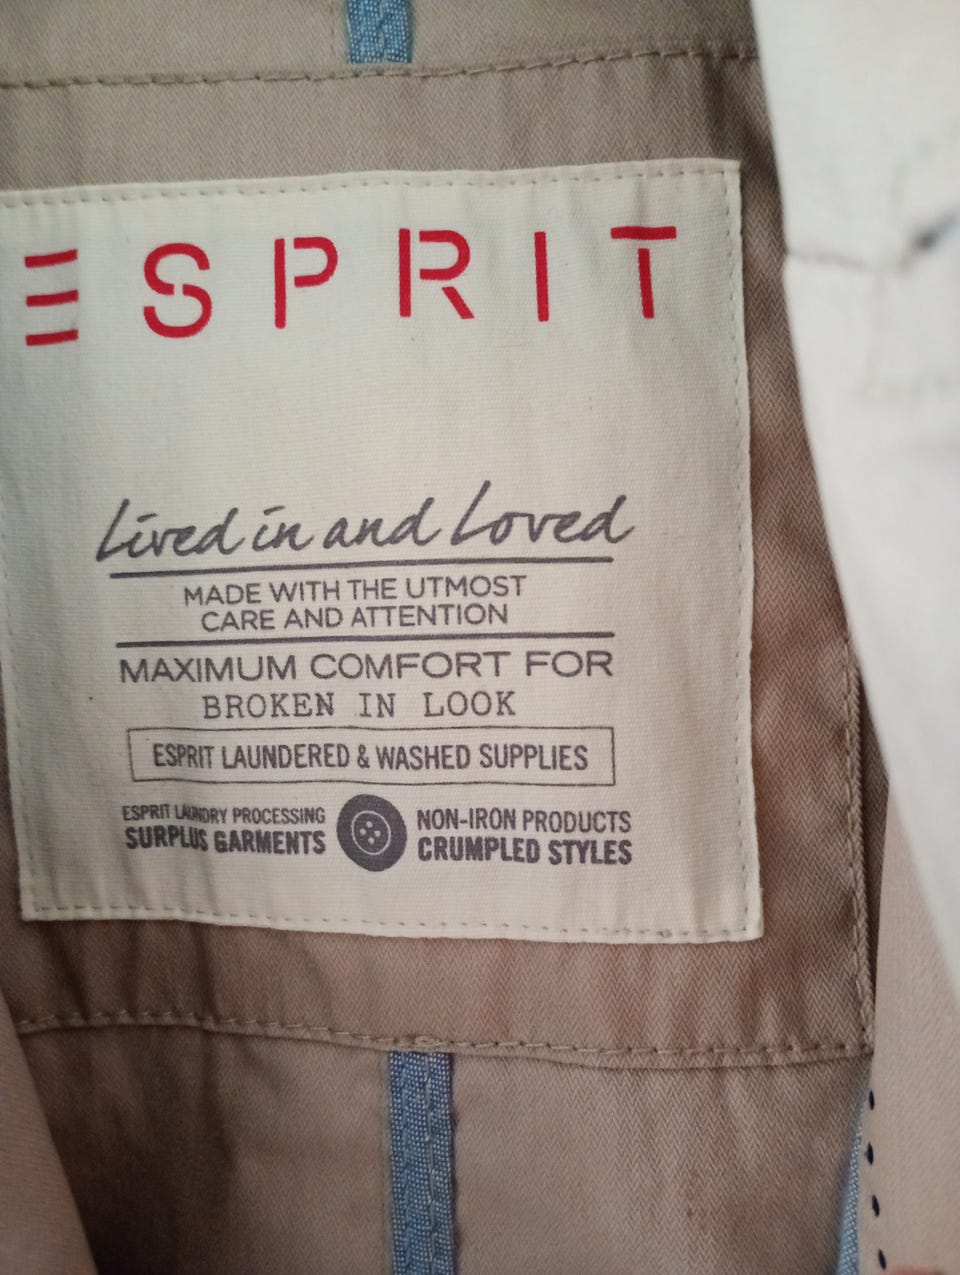 ESPRIT
Lived in and Loved
MADE WITH THE UTMOST
CARE AND ATTENTION
MAXIMUM COMFORT FOR
BROKEN IN LOOK
ESPRIT LAUNDERED & WASHED SUPPLIES
ESPRIT LAUNDRY PROCESSING
SURPLUS GARMENTS
NON-IRON PRODUCTS
CRUMPLED STYLES